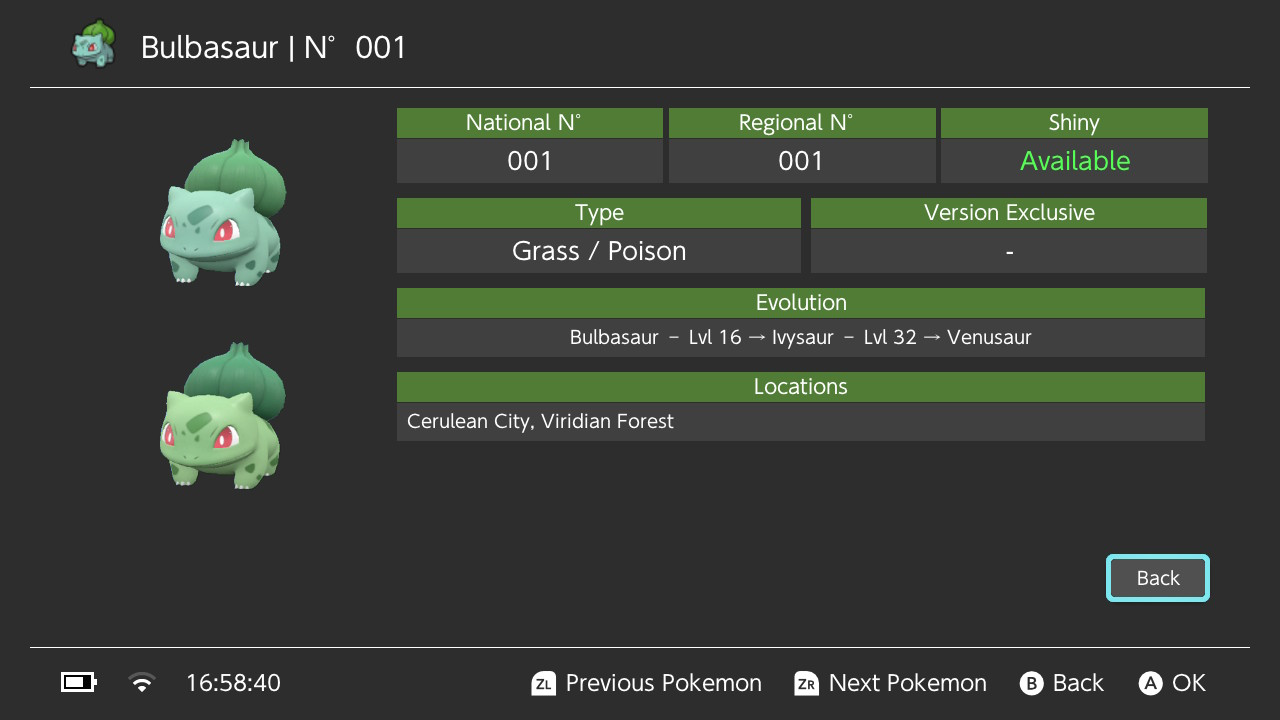 Bulbasaur | N° 001
National N° Regional N° Shiny
001 001 Available
Type Version Exclusive
Grass / Poison -
Evolution
Bulbasaur – Lvl 16 → Ivysaur – Lvl 32 → Venusaur
Locations
Cerulean City, Viridian Forest
Back
16:58:40 ZL Previous Pokemon ZR Next Pokemon B Back A OK